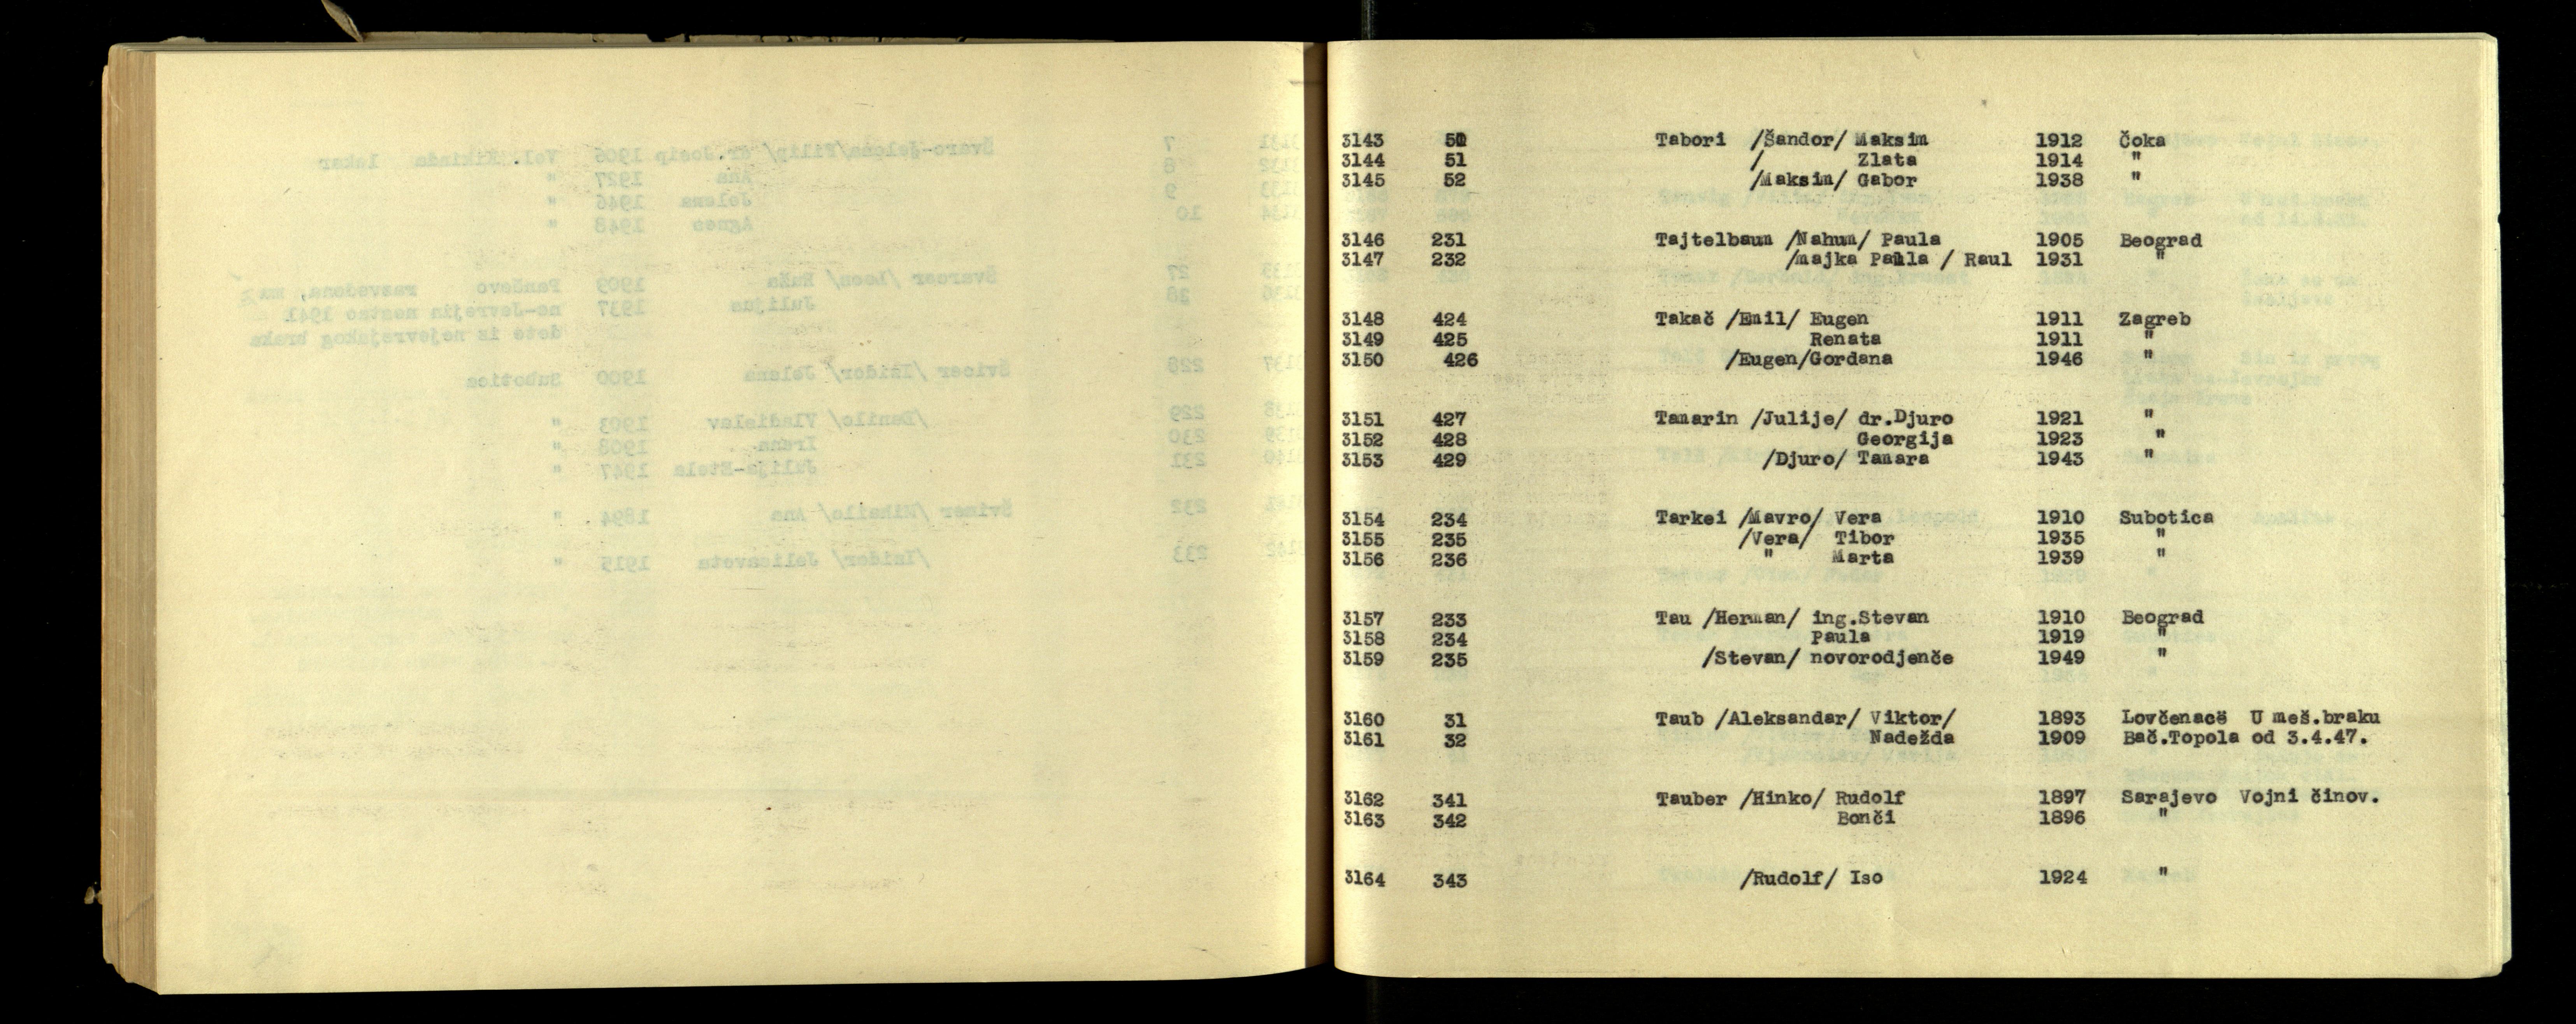 3143 50 Tabori /Šandor/ Maksim 1912 Čoka
3144 51 / Zlata 1914 "
3145 52 /Maksim/ Gabor 1938 "
3146 231 Tajtelbaum /Nahum/ Paula 1905 Beograd
3147 232 /majka Paula / Raul 1931 "
3148 424 Takač /Emil/ Eugen 1911 Zagreb
3149 425 Renata 1911 "
3150 426 /Eugen/Gordana 1946 "
3151 427 Tamarin /Julije/ dr.Djuro 1921 "
3152 428 Georgija 1923 "
3153 429 /Djuro/ Tamara 1943 "
3154 234 Tarkei /Mavro/ Vera 1910 Subotica
3155 235 /Vera/ Tibor 1935 "
3156 236 " Marta 1939 "
3157 233 Tau /Herman/ ing.Stevan 1910 Beograd
3158 234 Paula 1919 "
3159 235 /Stevan/ novorodjenče 1949 "
3160 31 Taub /Aleksandar/ Viktor/ 1893 Lovčenac U meš.braku
3161 32 Nadežda 1909 Bač.Topola od 3.4.47.
3162 341 Tauber /Hinko/ Rudolf 1897 Sarajevo Vojni činov.
3163 342 Bonči 1896 "
3164 343 /Rudolf/ Iso 1924 "